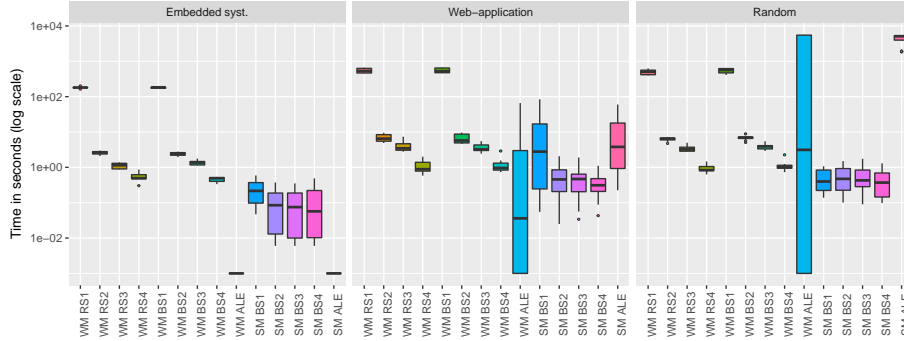 Embedded syst.
Web−application
Random
Time in seconds (log scale)
1e+04
1e+02
1e+00
1e−02
WM RS1
WM RS2
WM RS3
WM RS4
WM BS1
WM BS2
WM BS3
WM BS4
WM ALE
SM BS1
SM BS2
SM BS3
SM BS4
SM ALE
WM RS1
WM RS2
WM RS3
WM RS4
WM BS1
WM BS2
WM BS3
WM BS4
WM ALE
SM BS1
SM BS2
SM BS3
SM BS4
SM ALE
WM RS1
WM RS2
WM RS3
WM RS4
WM BS1
WM BS2
WM BS3
WM BS4
WM ALE
SM BS1
SM BS2
SM BS3
SM BS4